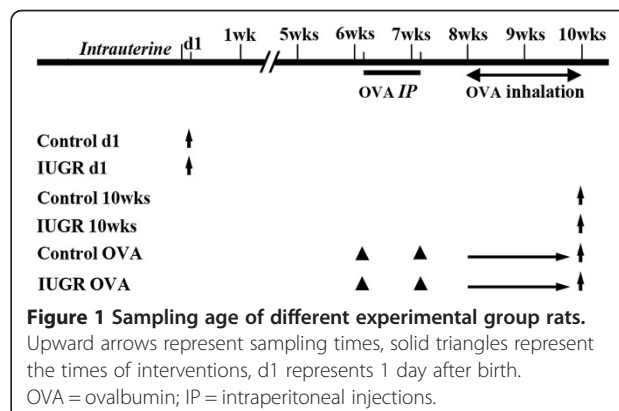 Intrauterine d1 1wk 5wks 6wks 7wks 8wks 9wks 10wks
OVA IP OVA inhalation
Control d1
IUGR d1
Control 10wks
IUGR 10wks
Control OVA
IUGR OVA
Figure 1 Sampling age of different experimental group rats.
Upward arrows represent sampling times, solid triangles represent
the times of interventions, d1 represents 1 day after birth.
OVA = ovalbumin; IP = intraperitoneal injections.